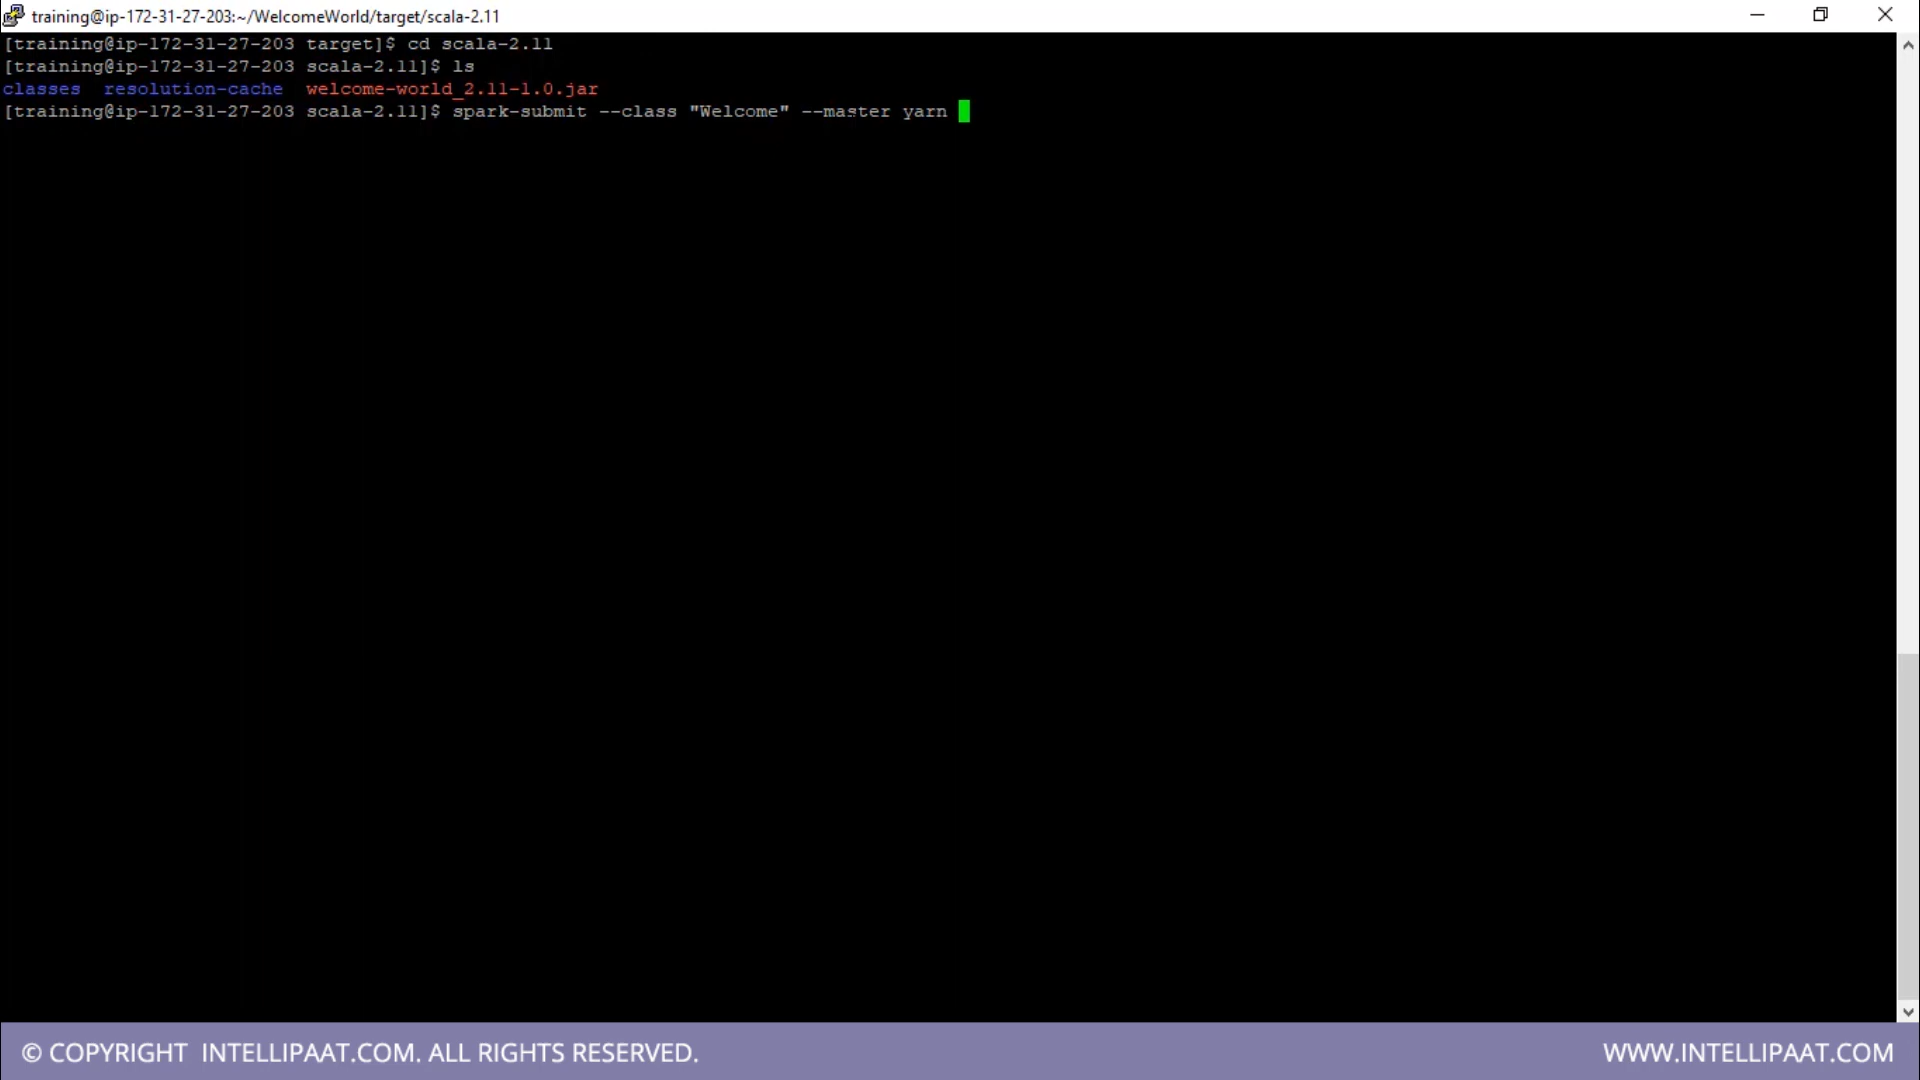 training@ip-172-31-27-203:~/WelcomeWorld/target/scala-2.11
[training@ip-172-31-27-203 target]$ cd scala-2.11
[training@ip-172-31-27-203 scala-2.11]$ ls
classes  resolution-cache  welcome-world_2.11-1.0.jar
[training@ip-172-31-27-203 scala-2.11]$ spark-submit --class "Welcome" --master yarn
© COPYRIGHT  INTELLIPAAT.COM. ALL RIGHTS RESERVED.
WWW.INTELLIPAAT.COM